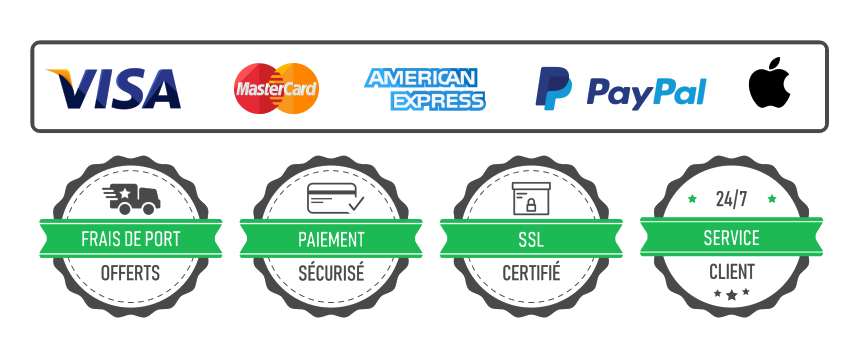 VISA
MasterCard
AMERICAN EXPRESS
PayPal
FRAIS DE PORT
OFFERTS
PAIEMENT
SÉCURISÉ
SSL
CERTIFIÉ
24/7
SERVICE
CLIENT